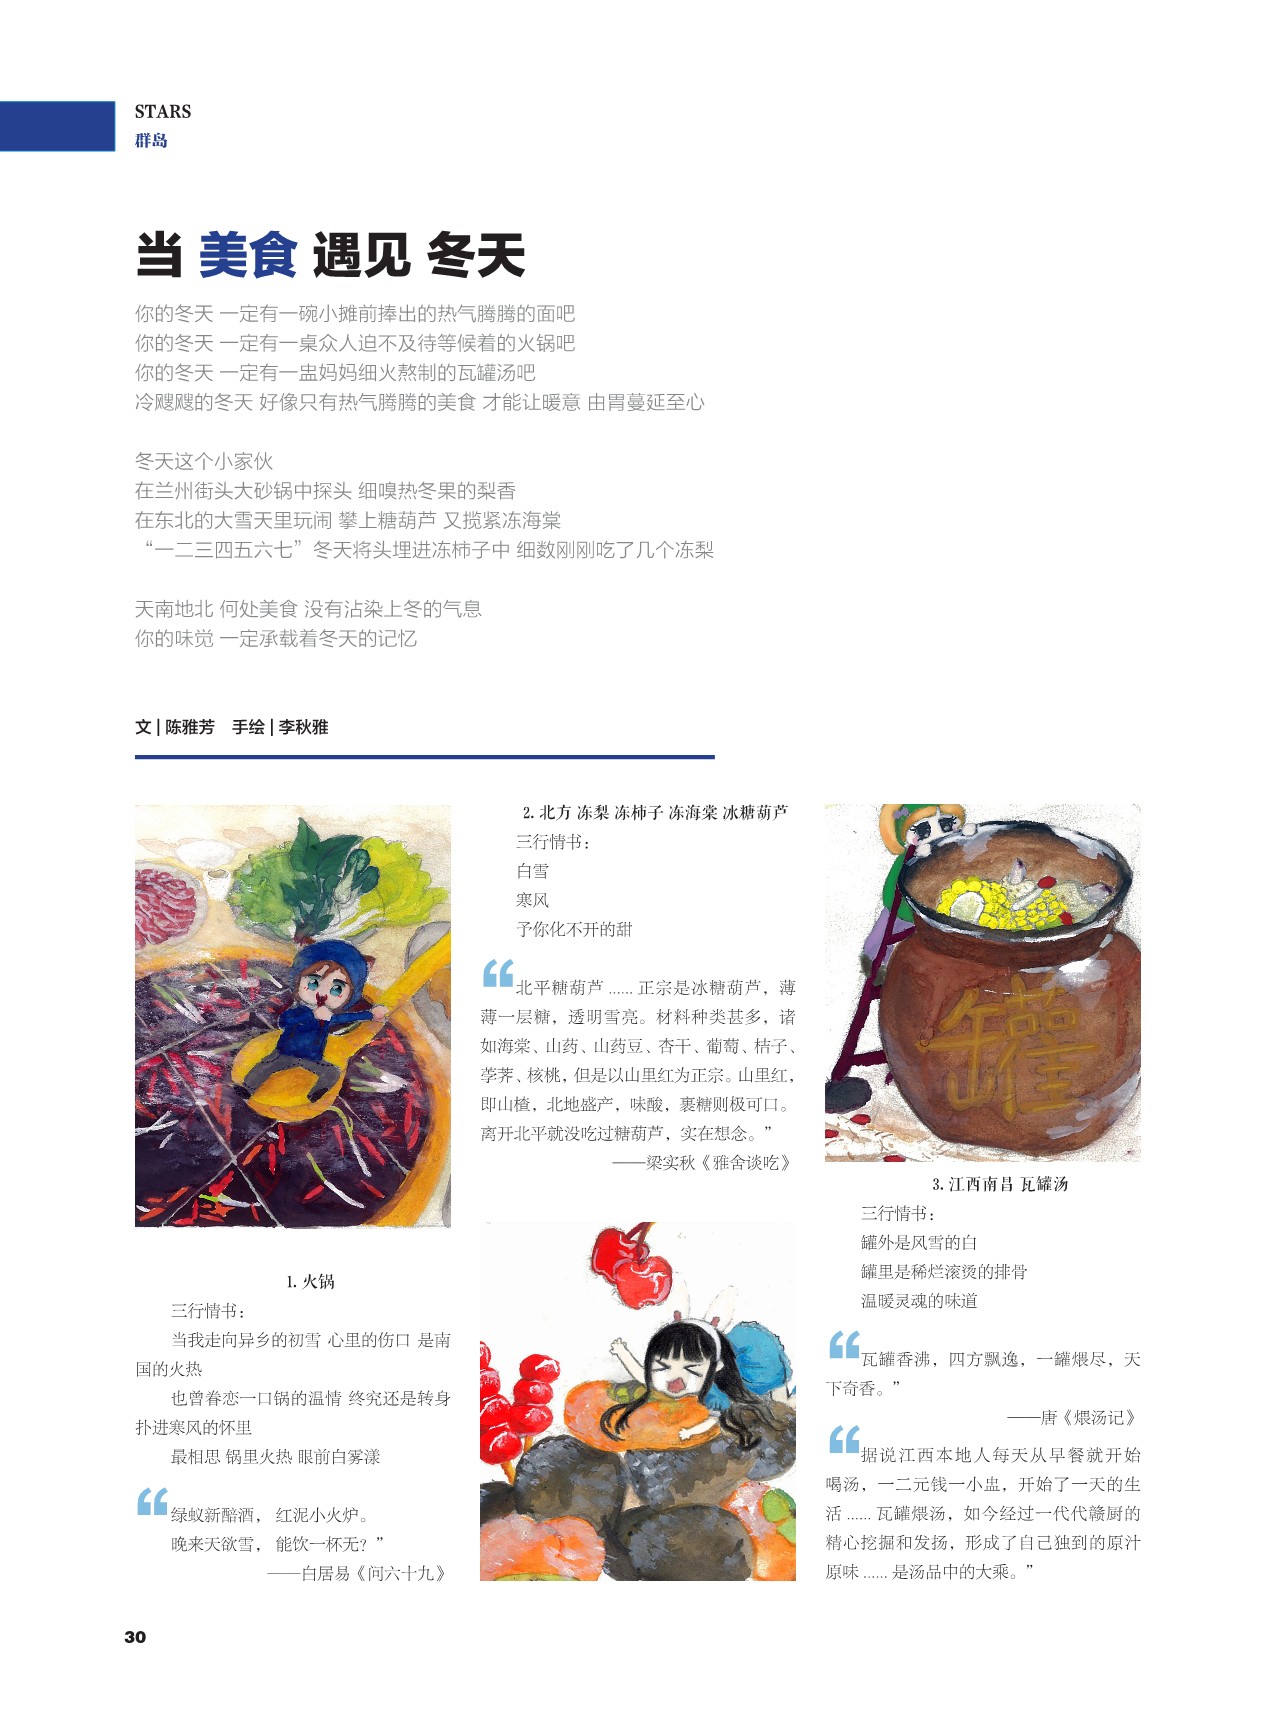 STARS
群岛
当 美食 遇见 冬天
你的冬天 一定有一碗小摊前捧出的热气腾腾的面吧
你的冬天 一定有一桌众人迫不及待等候着的火锅吧
你的冬天 一定有一盅妈妈细火熬制的瓦罐汤吧
冷飕飕的冬天 好像只有热气腾腾的美食 才能让暖意 由胃蔓延至心
冬天这个小家伙
在兰州街头大砂锅中探头 细嗅热冬果的梨香
在东北的大雪天里玩闹 攀上糖葫芦 又揽紧冻海棠
“一二三四五六七”冬天将头埋进冻柿子中 细数刚刚吃了几个冻梨
天南地北 何处美食 没有沾染上冬的气息
你的味觉 一定承载着冬天的记忆
文 | 陈雅芳　手绘 | 李秋雅
1. 火锅
三行情书：
当我走向异乡的初雪 心里的伤口 是南
国的火热
也曾眷恋一口锅的温情 终究还是转身
扑进寒风的怀里
最相思 锅里火热 眼前白雾漾
“绿蚁新醅酒， 红泥小火炉。
晚来天欲雪， 能饮一杯无？”
——白居易《问六十九》
2. 北方 冻梨 冻柿子 冻海棠 冰糖葫芦
三行情书：
白雪
寒风
予你化不开的甜
“北平糖葫芦 ...... 正宗是冰糖葫芦，薄
薄一层糖，透明雪亮。材料种类甚多，诸
如海棠、山药、山药豆、杏干、葡萄、桔子、
荸荠、核桃，但是以山里红为正宗。山里红，
即山楂，北地盛产，味酸，裹糖则极可口。
离开北平就没吃过糖葫芦，实在想念。”
——梁实秋《雅舍谈吃》
罐
3. 江西南昌 瓦罐汤
三行情书：
罐外是风雪的白
罐里是稀烂滚烫的排骨
温暖灵魂的味道
“瓦罐香沸，四方飘逸，一罐煨尽，天
下奇香。”
——唐《煨汤记》
“据说江西本地人每天从早餐就开始
喝汤，一二元钱一小盅，开始了一天的生
活 ...... 瓦罐煨汤，如今经过一代代赣厨的
精心挖掘和发扬，形成了自己独到的原汁
原味 ...... 是汤品中的大乘。”
30